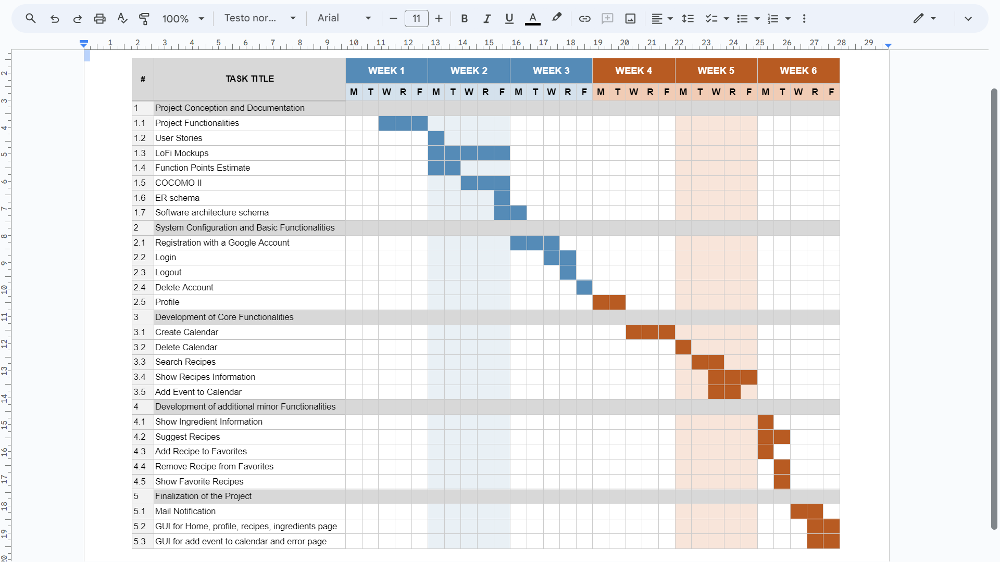 100% Testo nor... Arial 11 B I U A
1 2 3 4 5 6 7 8 9 10 11 12 13 14 15 16 17 18 19 20 21 22 23 24 25 26 27 28 29
# TASK TITLE WEEK 1 WEEK 2 WEEK 3 WEEK 4 WEEK 5 WEEK 6
M T W R F M T W R F M T W R F M T W R F M T W R F M T W R F
1 Project Conception and Documentation
1.1 Project Functionalities
1.2 User Stories
1.3 LoFi Mockups
1.4 Function Points Estimate
1.5 COCOMO II
1.6 ER schema
1.7 Software architecture schema
2 System Configuration and Basic Functionalities
2.1 Registration with a Google Account
2.2 Login
2.3 Logout
2.4 Delete Account
2.5 Profile
3 Development of Core Functionalities
3.1 Create Calendar
3.2 Delete Calendar
3.3 Search Recipes
3.4 Show Recipes Information
3.5 Add Event to Calendar
4 Development of additional minor Functionalities
4.1 Show Ingredient Information
4.2 Suggest Recipes
4.3 Add Recipe to Favorites
4.4 Remove Recipe from Favorites
4.5 Show Favorite Recipes
5 Finalization of the Project
5.1 Mail Notification
5.2 GUI for Home, profile, recipes, ingredients page
5.3 GUI for add event to calendar and error page
2
3
4
5
6
7
8
9
10
11
12
13
14
15
16
17
18
19
20